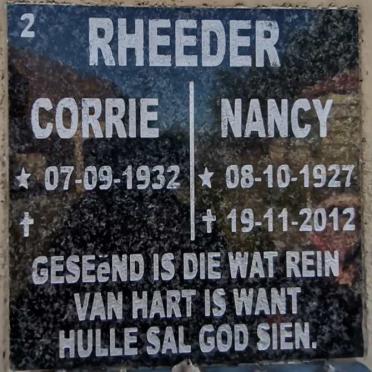 2
RHEEDER
CORRIE NANCY
★ 07-09-1932 ★ 08-10-1927
✝ ✝ 19-11-2012
GESEëND IS DIE WAT REIN
VAN HART IS WANT
HULLE SAL GOD SIEN.